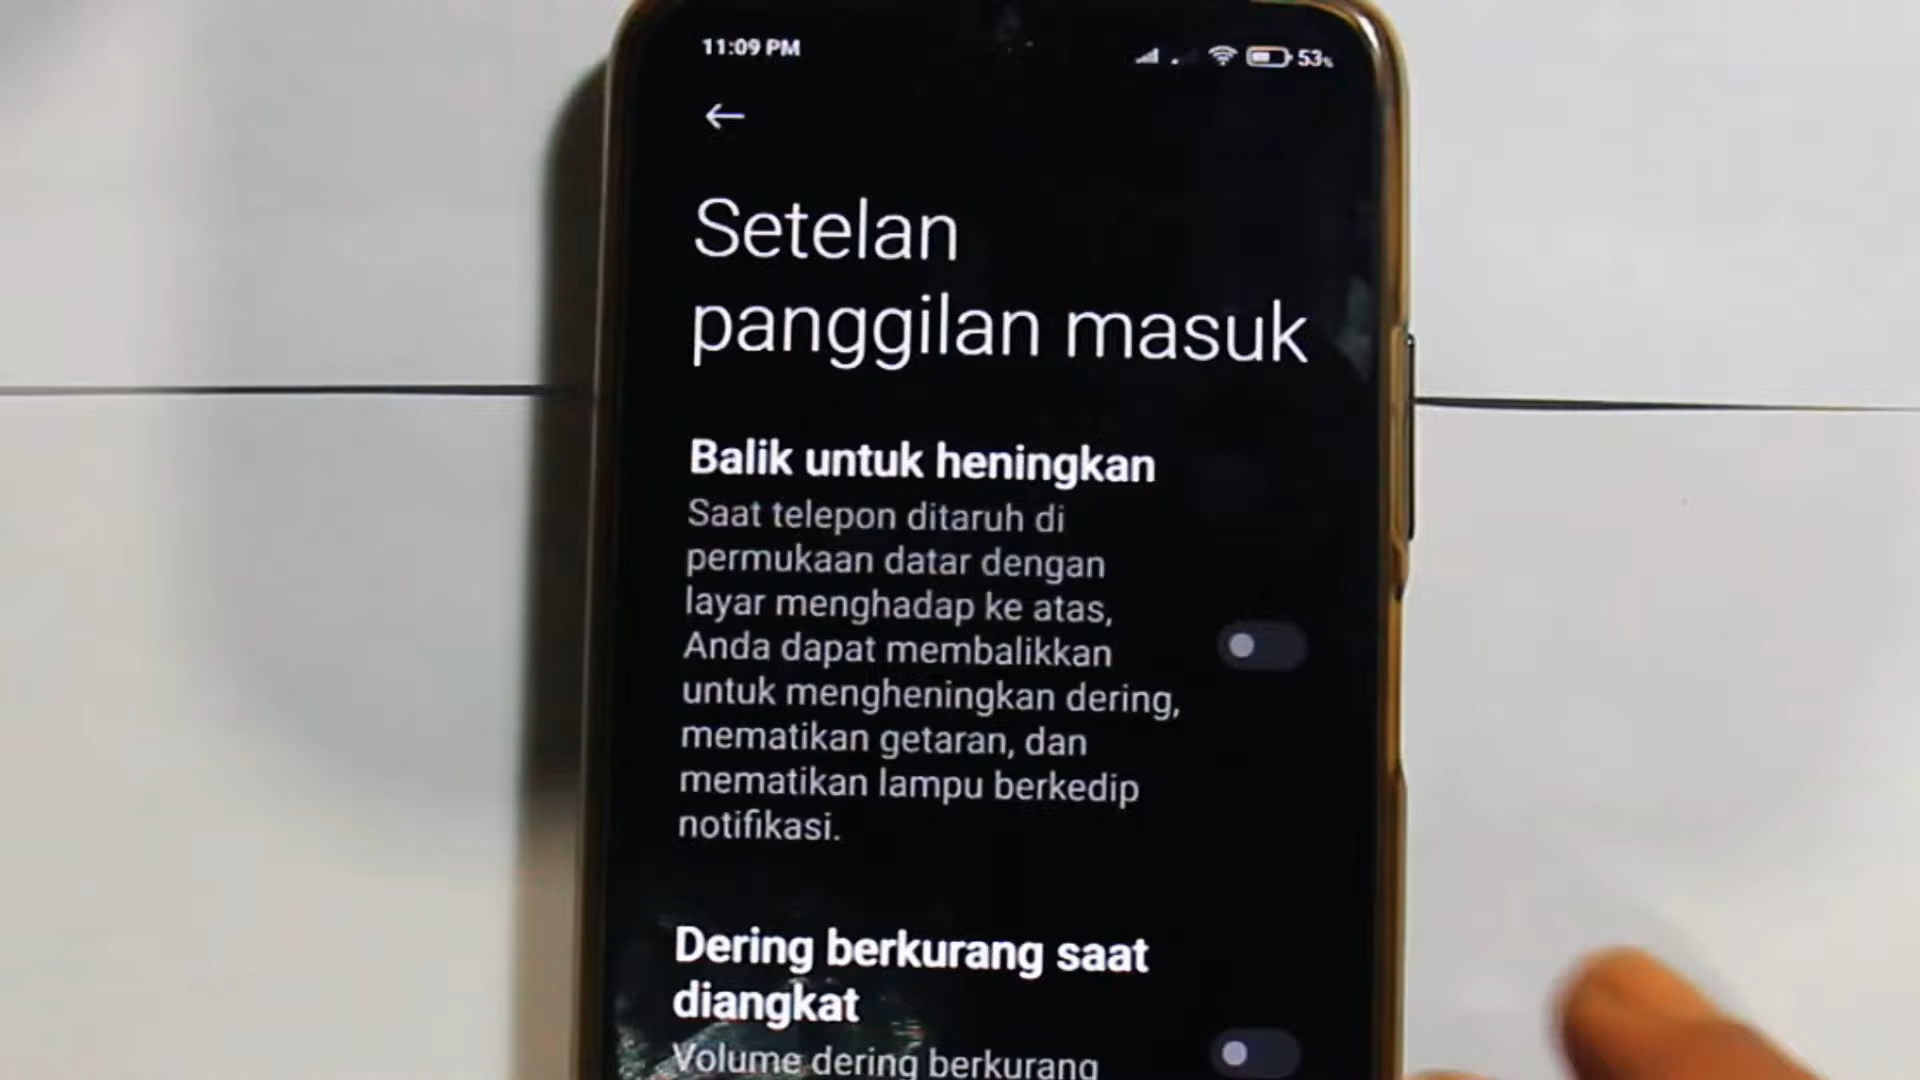 11:09 PM
53%
Setelan
panggilan masuk
Balik untuk heningkan
Saat telepon ditaruh di
permukaan datar dengan
layar menghadap ke atas,
Anda dapat membalikkan
untuk mengheningkan dering,
mematikan getaran, dan
mematikan lampu berkedip
notifikasi.
Dering berkurang saat
diangkat
Volume dering berkurang